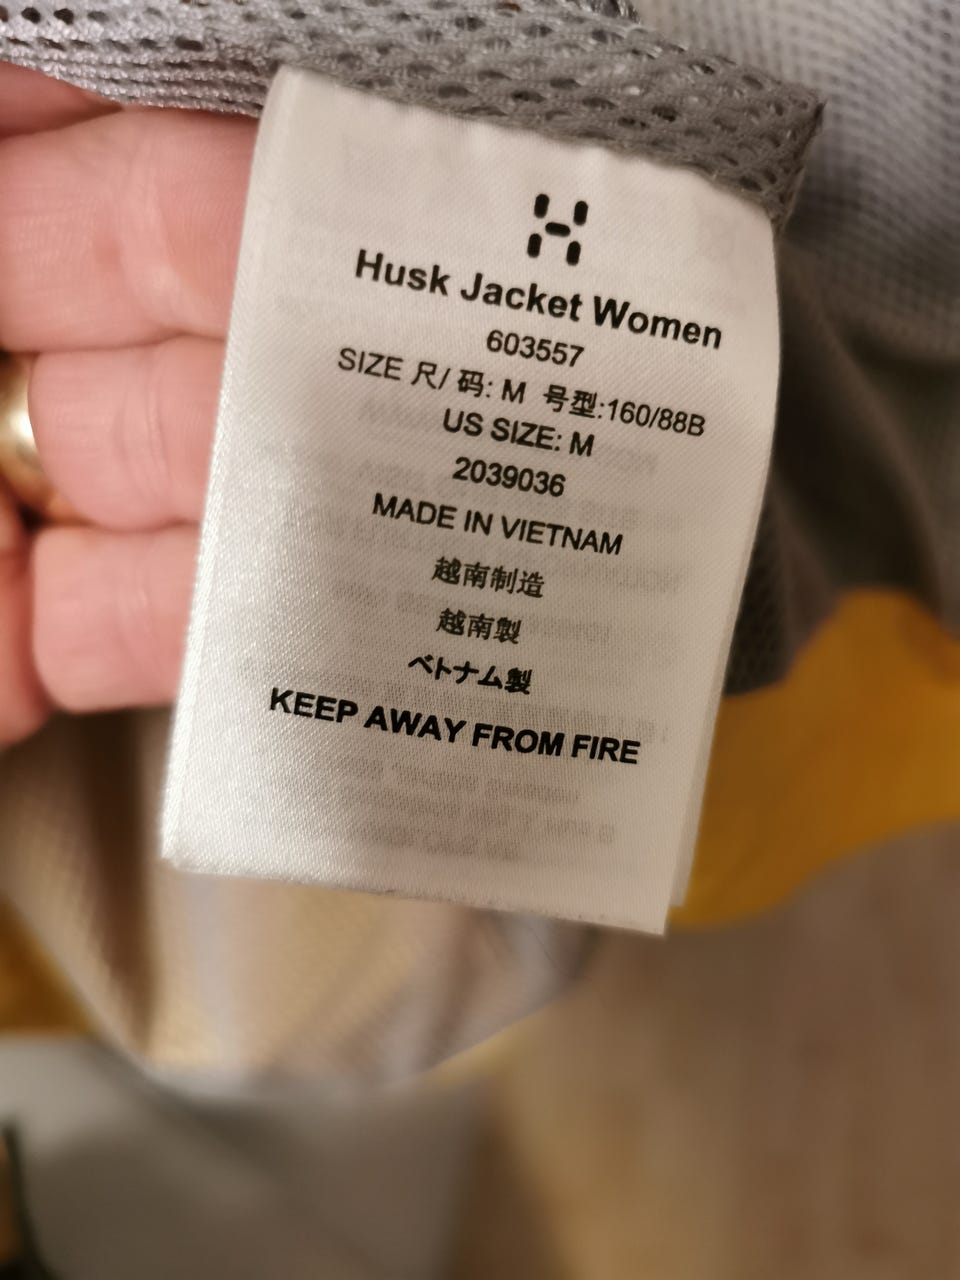 Husk Jacket Women
603557
SIZE 尺/ 码: M 号型:160/88B
US SIZE: M
2039036
MADE IN VIETNAM
越南制造
越南製
ベトナム製
KEEP AWAY FROM FIRE